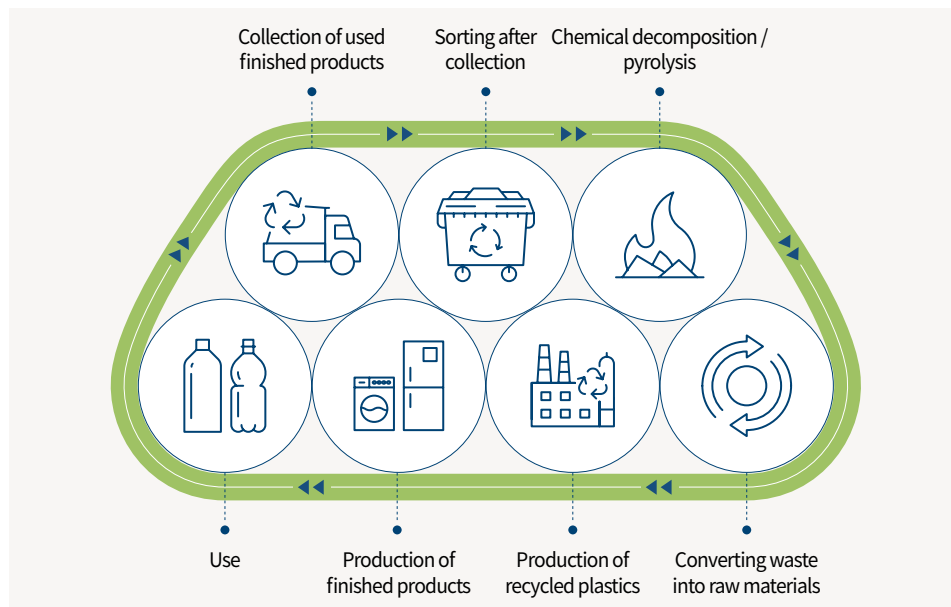 Collection of used
finished products
Sorting after
collection
Chemical decomposition /
pyrolysis
Use
Production of
finished products
Production of
recycled plastics
Converting waste
into raw materials